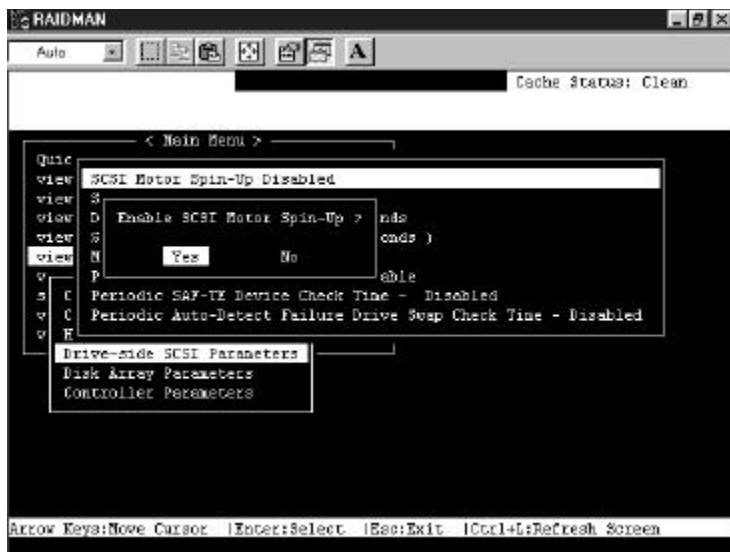 RAIDMAN
Auto
A
Cache Status: Clean
< Main Menu >
Quic
view SCSI Motor Spin-Up Disabled
view S
view D Enable SCSI Motor Spin-Up ? nds
view S onds )
view N Yes No
v P able
s C Periodic SAF-TE Device Check Time - Disabled
v C Periodic Auto-Detect Failure Drive Swap Check Time - Disabled
v H
Drive-side SCSI Parameters
Disk Array Parameters
Controller Parameters
Arrow Keys:Move Cursor |Enter:Select |Esc:Exit |Ctrl+L:Refresh Screen